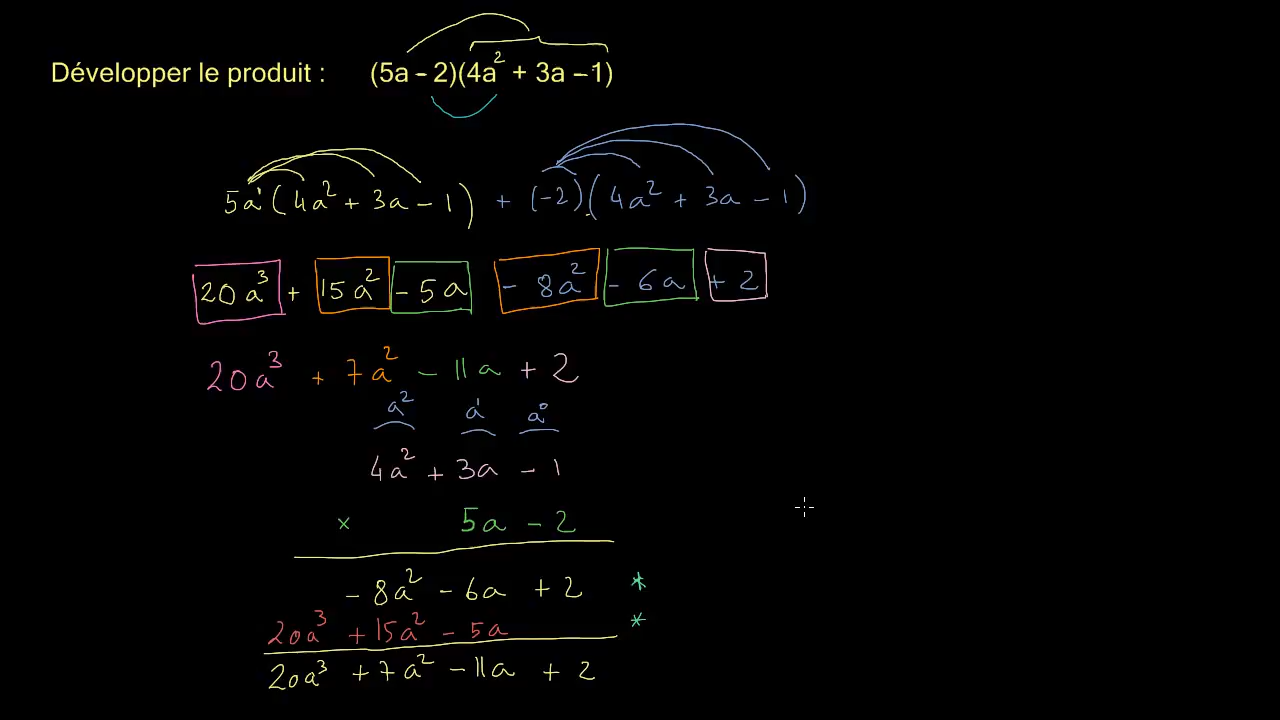 Développer le produit : (5a - 2)(4a² + 3a - 1)
5a¹(4a² + 3a - 1) + (-2)(4a² + 3a - 1)
20a³ + 15a² - 5a - 8a² - 6a + 2
20a³ + 7a² - 11a + 2
a² a¹ a⁰
4a² + 3a - 1
× 5a - 2
- 8a² - 6a + 2 *
20a³ + 15a² - 5a *
20a³ + 7a² - 11a + 2